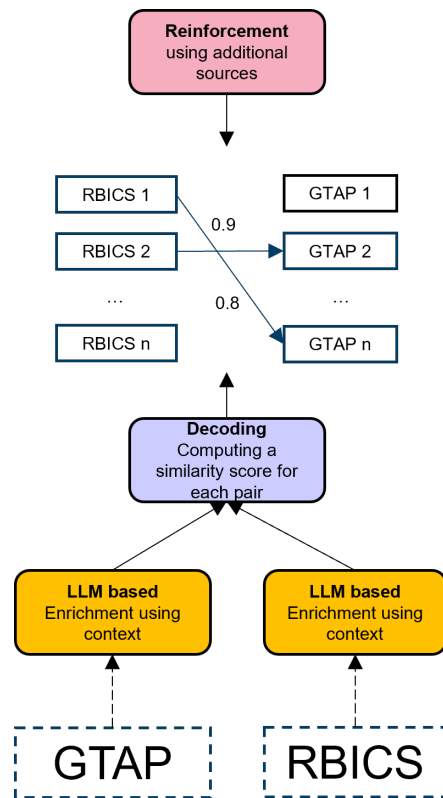 Reinforcement
using additional
sources
RBICS 1
GTAP 1
0.9
RBICS 2
GTAP 2
...
...
0.8
RBICS n
GTAP n
Decoding
Computing a
similarity score for
each pair
LLM based
Enrichment using
context
LLM based
Enrichment using
context
GTAP
RBICS